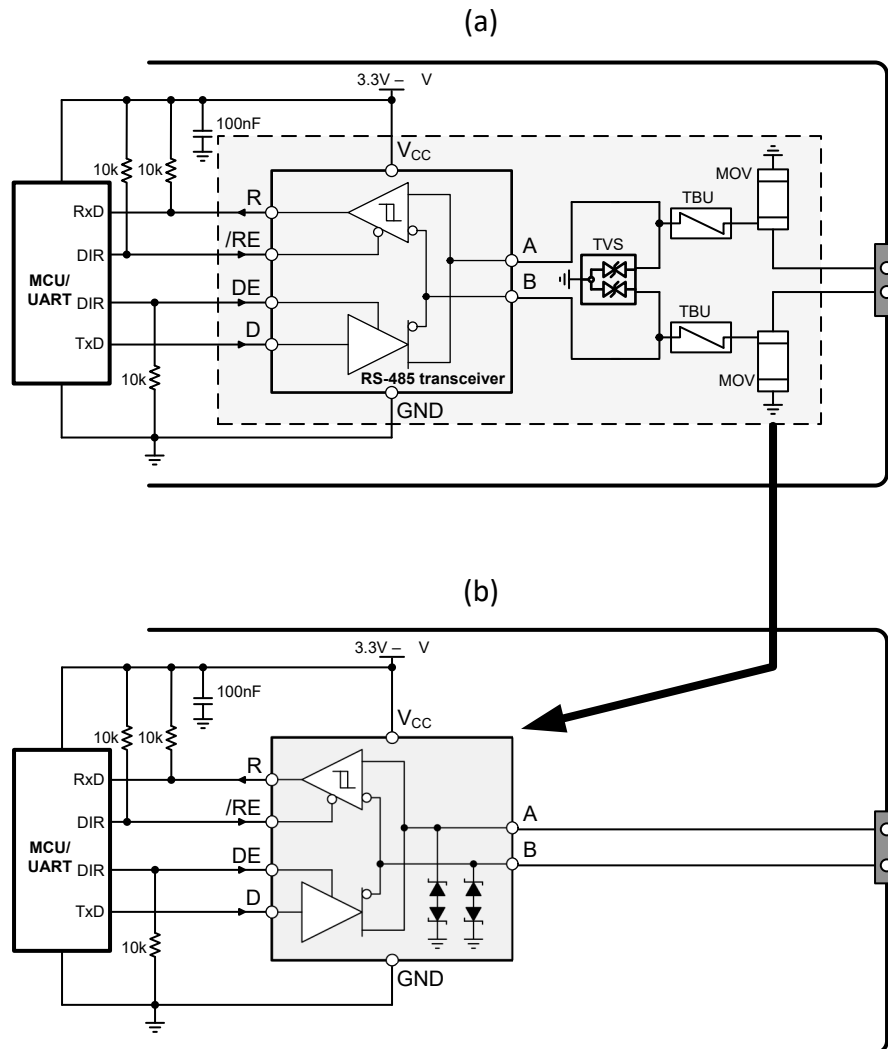 (a)
3.3V – V
100nF
10k 10k
VCC
MOV
TBU
RxD
R
DIR
/RE
A
TVS
MCU/
UART
B
DIR
DE
TBU
TxD
D
10k
RS-485 transceiver
MOV
GND
(b)
3.3V – V
100nF
10k 10k
VCC
RxD
R
DIR
/RE
A
MCU/
UART
B
DIR
DE
TxD
D
10k
GND